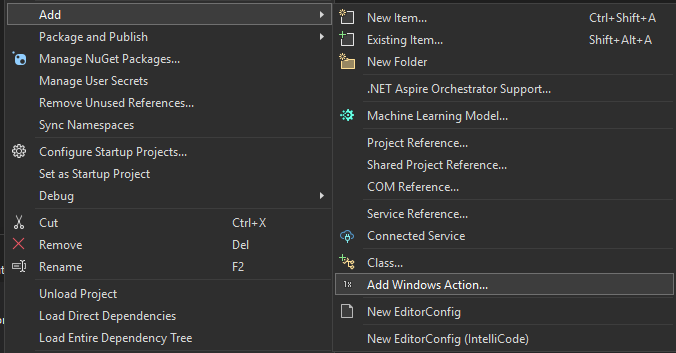 Add
Package and Publish
Manage NuGet Packages...
Manage User Secrets
Remove Unused References...
Sync Namespaces
Configure Startup Projects...
Set as Startup Project
Debug
Cut Ctrl+X
Remove Del
Rename F2
Unload Project
Load Direct Dependencies
Load Entire Dependency Tree
New Item... Ctrl+Shift+A
Existing Item... Shift+Alt+A
New Folder
.NET Aspire Orchestrator Support...
Machine Learning Model...
Project Reference...
Shared Project Reference...
COM Reference...
Service Reference...
Connected Service
Class...
1x Add Windows Action...
New EditorConfig
New EditorConfig (IntelliCode)